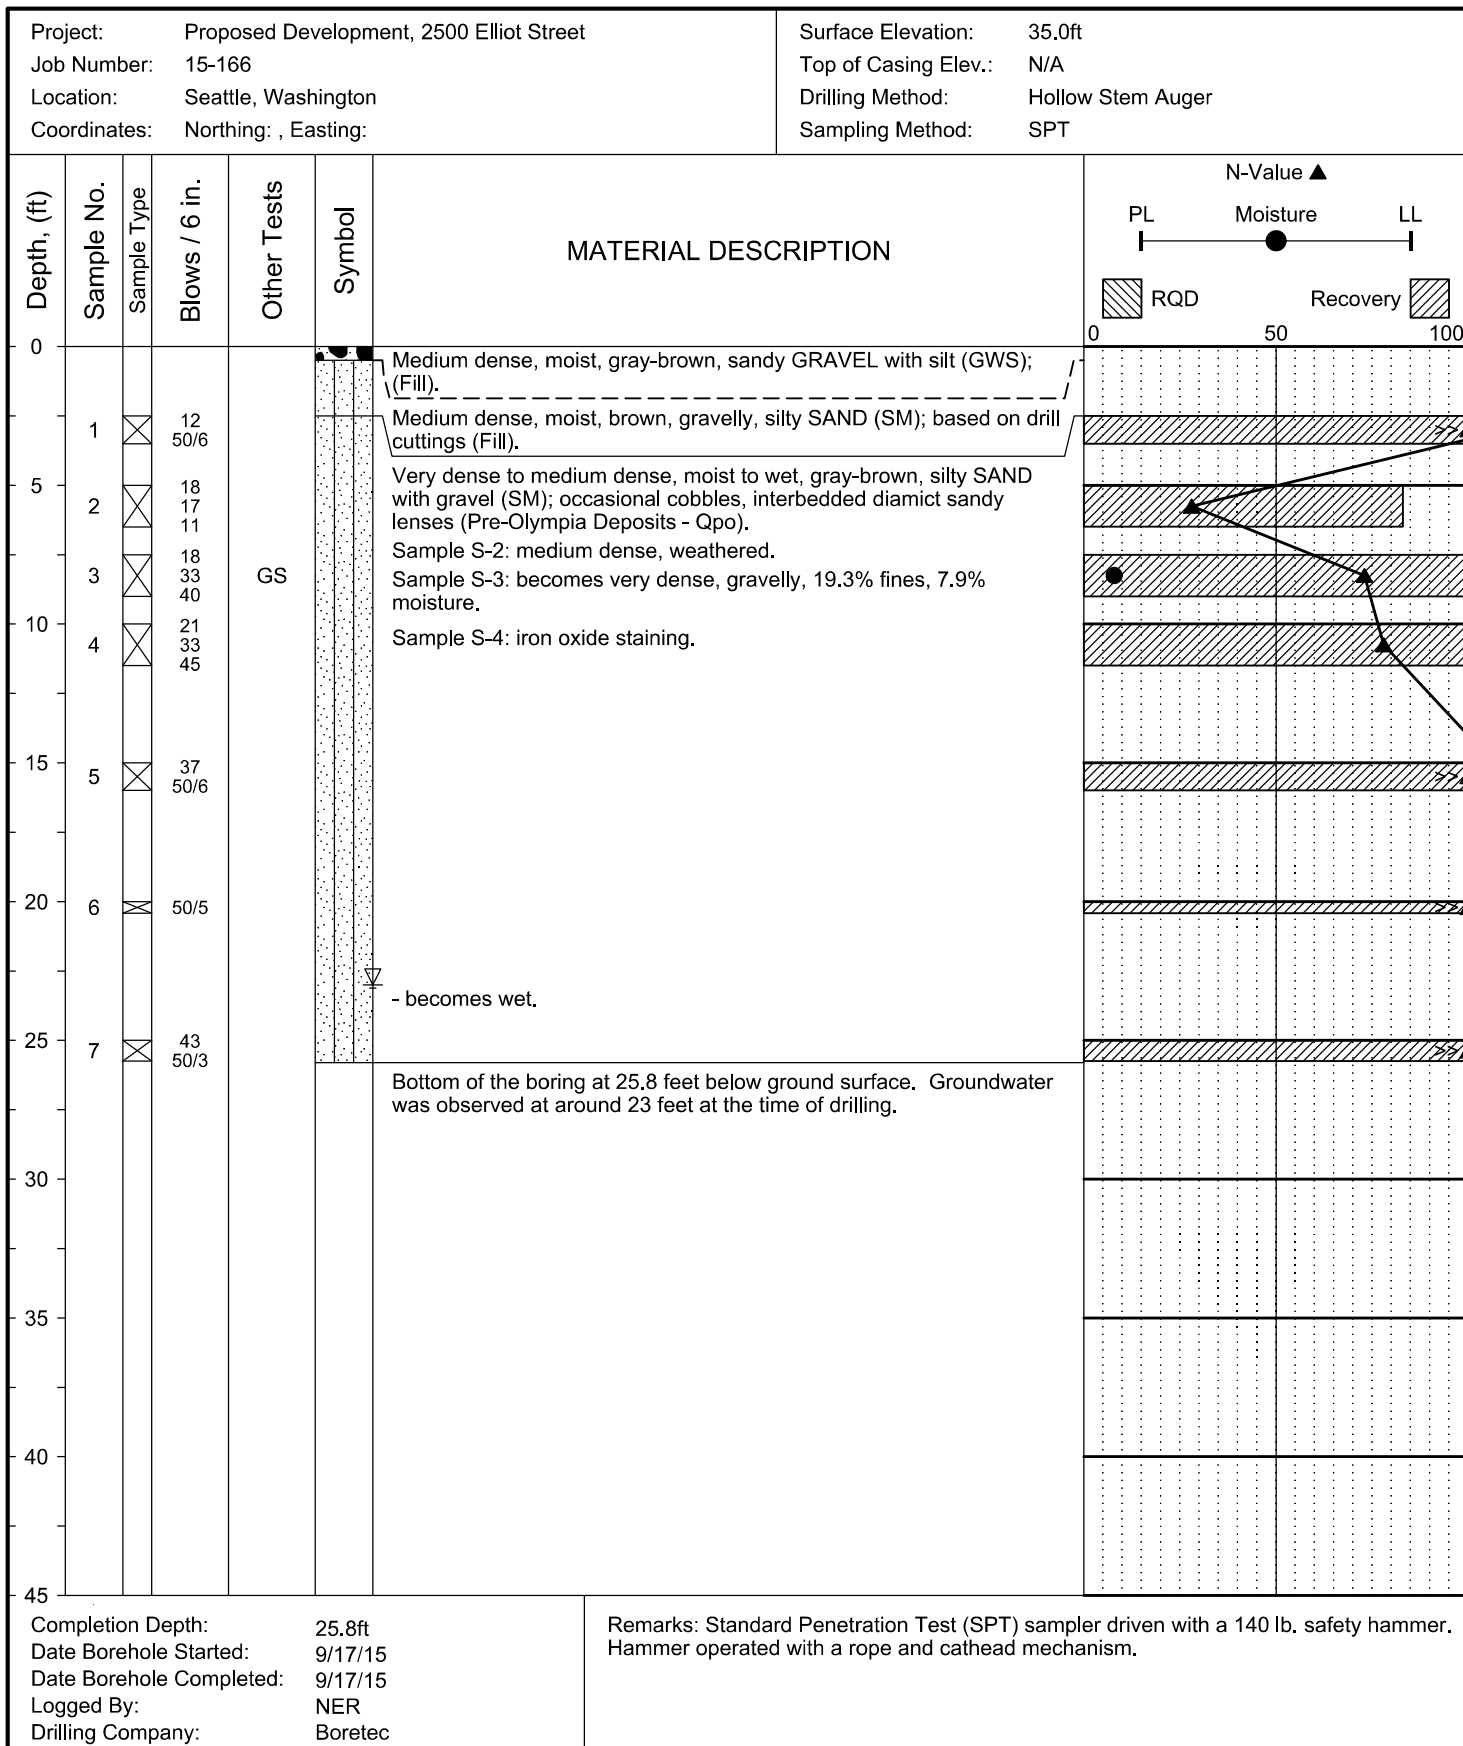 Project: Proposed Development, 2500 Elliot Street
Job Number: 15-166
Location: Seattle, Washington
Coordinates: Northing: , Easting:
Surface Elevation: 35.0ft
Top of Casing Elev.: N/A
Drilling Method: Hollow Stem Auger
Sampling Method: SPT
Depth, (ft)
Sample No.
Sample Type
Blows / 6 in.
Other Tests
Symbol
MATERIAL DESCRIPTION
N-Value
PL Moisture LL
RQD Recovery
0 50 100
0
Medium dense, moist, gray-brown, sandy GRAVEL with silt (GWS);
(Fill).
1
12
50/6
Medium dense, moist, brown, gravelly, silty SAND (SM); based on drill
cuttings (Fill).
>>
5
2
18
17
11
Very dense to medium dense, moist to wet, gray-brown, silty SAND
with gravel (SM); occasional cobbles, interbedded diamict sandy
lenses (Pre-Olympia Deposits - Qpo).
Sample S-2: medium dense, weathered.
3
18
33
40
GS
Sample S-3: becomes very dense, gravelly, 19.3% fines, 7.9%
moisture.
10
4
21
33
45
Sample S-4: iron oxide staining.
15
5
37
50/6
>>
20
6
50/5
>>
- becomes wet.
25
7
43
50/3
>>
Bottom of the boring at 25.8 feet below ground surface. Groundwater
was observed at around 23 feet at the time of drilling.
30
35
40
45
Completion Depth: 25.8ft
Date Borehole Started: 9/17/15
Date Borehole Completed: 9/17/15
Logged By: NER
Drilling Company: Boretec
Remarks: Standard Penetration Test (SPT) sampler driven with a 140 lb. safety hammer.
Hammer operated with a rope and cathead mechanism.